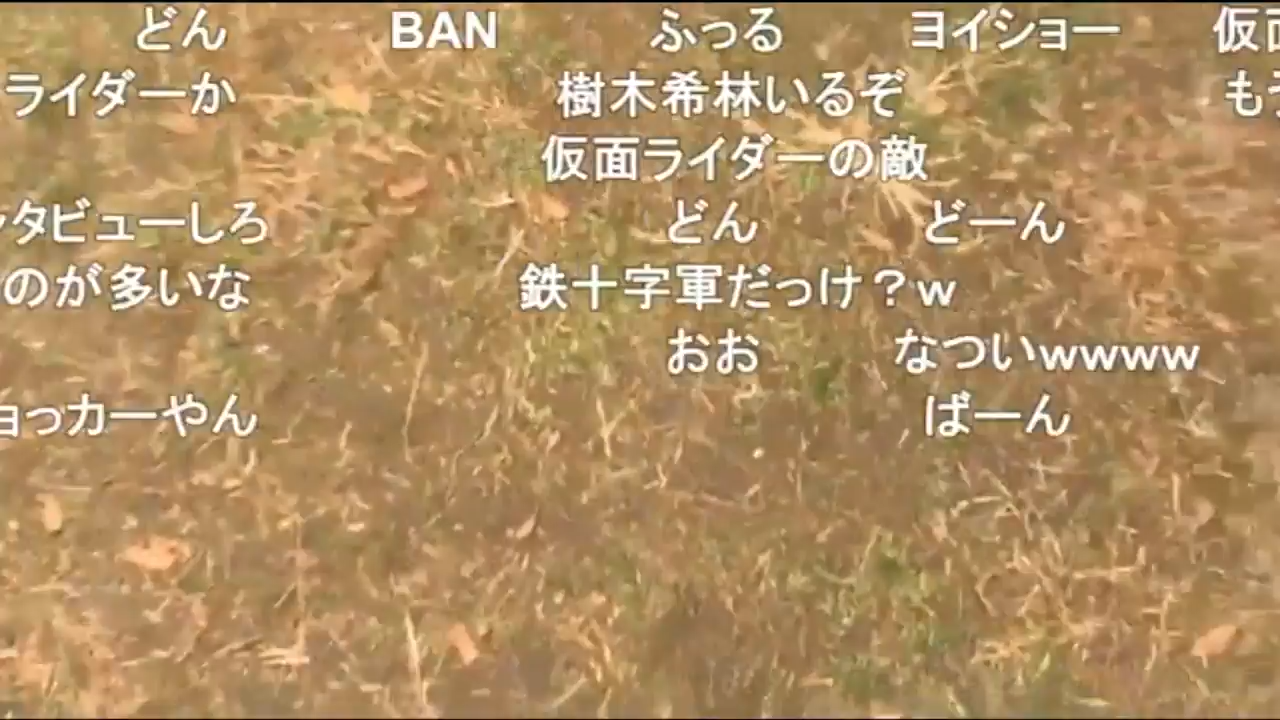 どん BAN ふっる ヨイショー 仮面
ライダーか 樹木希林いるぞ も
仮面ライダーの敵
タビューしろ どん どーん
のが多いな 鉄十字軍だっけ？w
おお なついwwww
ョっカーやん ばーん